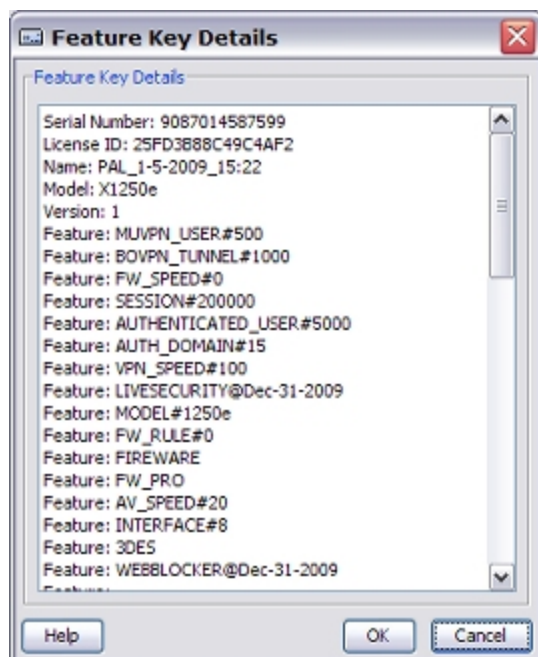 Feature Key Details
Feature Key Details
Serial Number: 9087014587599
License ID: 25FD3B88C49C4AF2
Name: PAL_1-5-2009_15:22
Model: X1250e
Version: 1
Feature: MUVPN_USER#500
Feature: BOVPN_TUNNEL#1000
Feature: FW_SPEED#0
Feature: SESSION#200000
Feature: AUTHENTICATED_USER#5000
Feature: AUTH_DOMAIN#15
Feature: VPN_SPEED#100
Feature: LIVESECURITY@Dec-31-2009
Feature: MODEL#1250e
Feature: FW_RULE#0
Feature: FIREWARE
Feature: FW_PRO
Feature: AV_SPEED#20
Feature: INTERFACE#8
Feature: 3DES
Feature: WEBBLOCKER@Dec-31-2009
Help OK Cancel